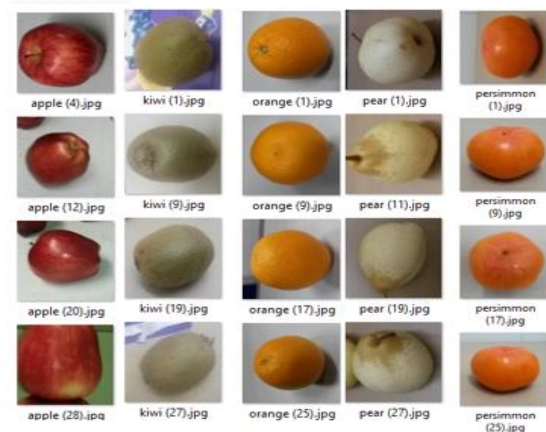 apple (4).jpg
kiwi (1).jpg
orange (1).jpg
pear (1).jpg
persimmon
(1).jpg
apple (12).jpg
kiwi (9).jpg
orange (9).jpg
pear (11).jpg
persimmon
(9).jpg
apple (20).jpg
kiwi (19).jpg
orange (17).jpg
pear (19).jpg
persimmon
(17).jpg
apple (28).jpg
kiwi (27).jpg
orange (25).jpg
pear (27).jpg
persimmon
(25).jpg